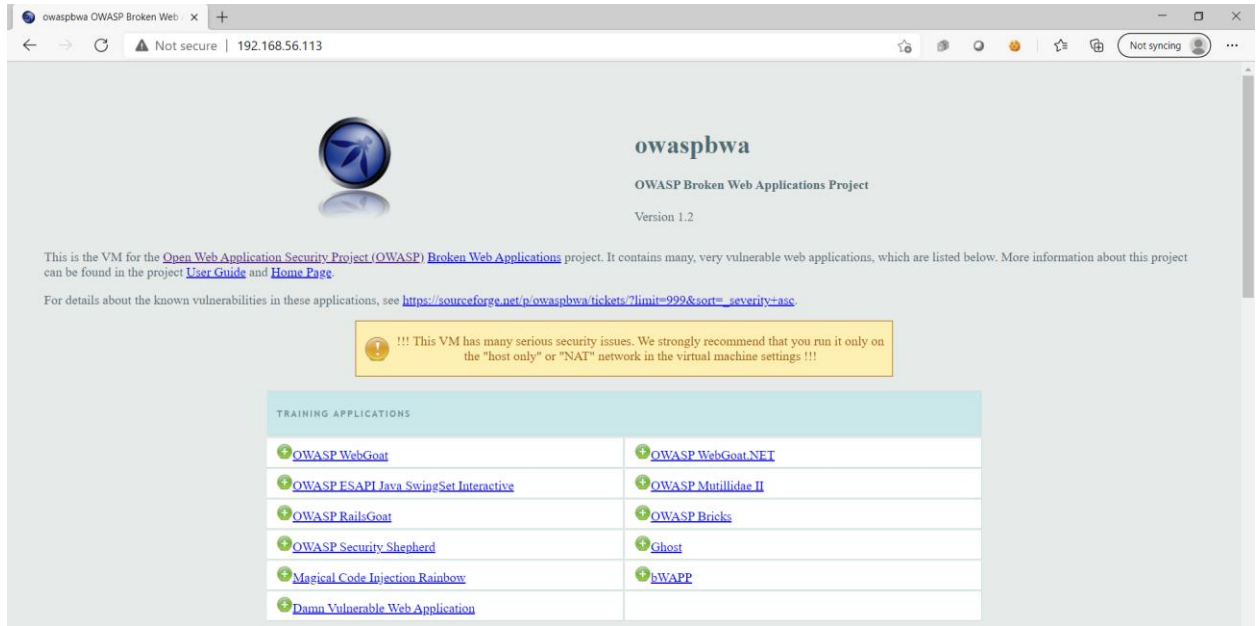 owaspbwa OWASP Broken Web
Not secure | 192.168.56.113
Not syncing
owaspbwa
OWASP Broken Web Applications Project
Version 1.2
This is the VM for the Open Web Application Security Project (OWASP) Broken Web Applications project. It contains many, very vulnerable web applications, which are listed below. More information about this project
can be found in the project User Guide and Home Page.
For details about the known vulnerabilities in these applications, see https://sourceforge.net/p/owaspbwa/tickets/?limit=999&sort=_severity+asc.
!!! This VM has many serious security issues. We strongly recommend that you run it only on
the "host only" or "NAT" network in the virtual machine settings !!!
TRAINING APPLICATIONS
OWASP WebGoat
OWASP WebGoat.NET
OWASP ESAPI Java SwingSet Interactive
OWASP Mutillidae II
OWASP RailsGoat
OWASP Bricks
OWASP Security Shepherd
Ghost
Magical Code Injection Rainbow
bWAPP
Damn Vulnerable Web Application